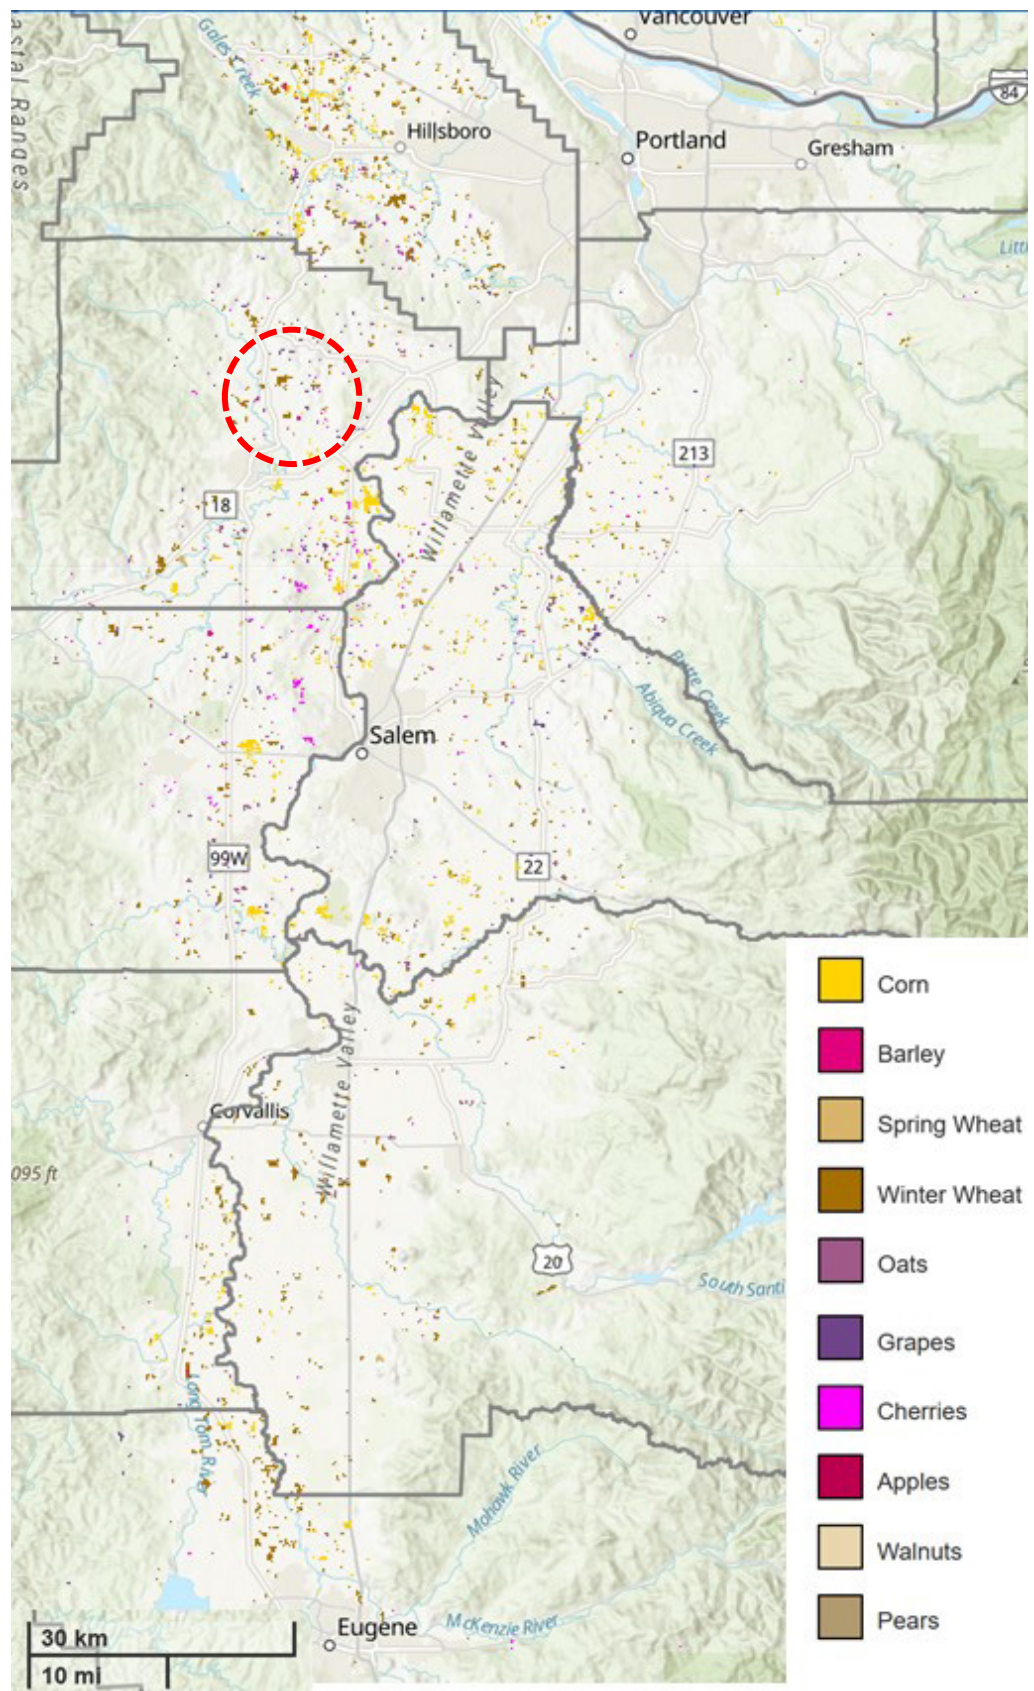 Vancouver
astal Ranges
Gales Creek
84
Hillsboro
Portland
Gresham
Littl
Willamette Valley
213
18
Butte Creek
Abiqua Creek
Salem
99W
22
Corn
Barley
Willamette Valley
Corvallis
Spring Wheat
095 ft
Winter Wheat
20
Oats
South Santi
Grapes
Long Tom River
Cherries
Mohawk River
Apples
Walnuts
Eugene
McKenzie River
Pears
30 km
10 mi